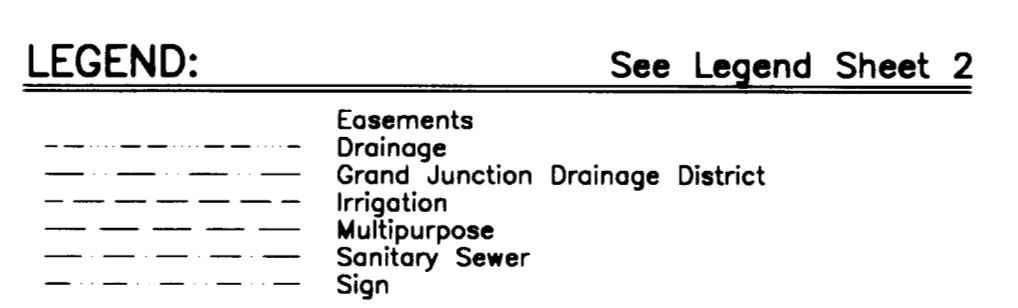 LEGEND: See Legend Sheet 2
Easements
Drainage
Grand Junction Drainage District
Irrigation
Multipurpose
Sanitary Sewer
Sign